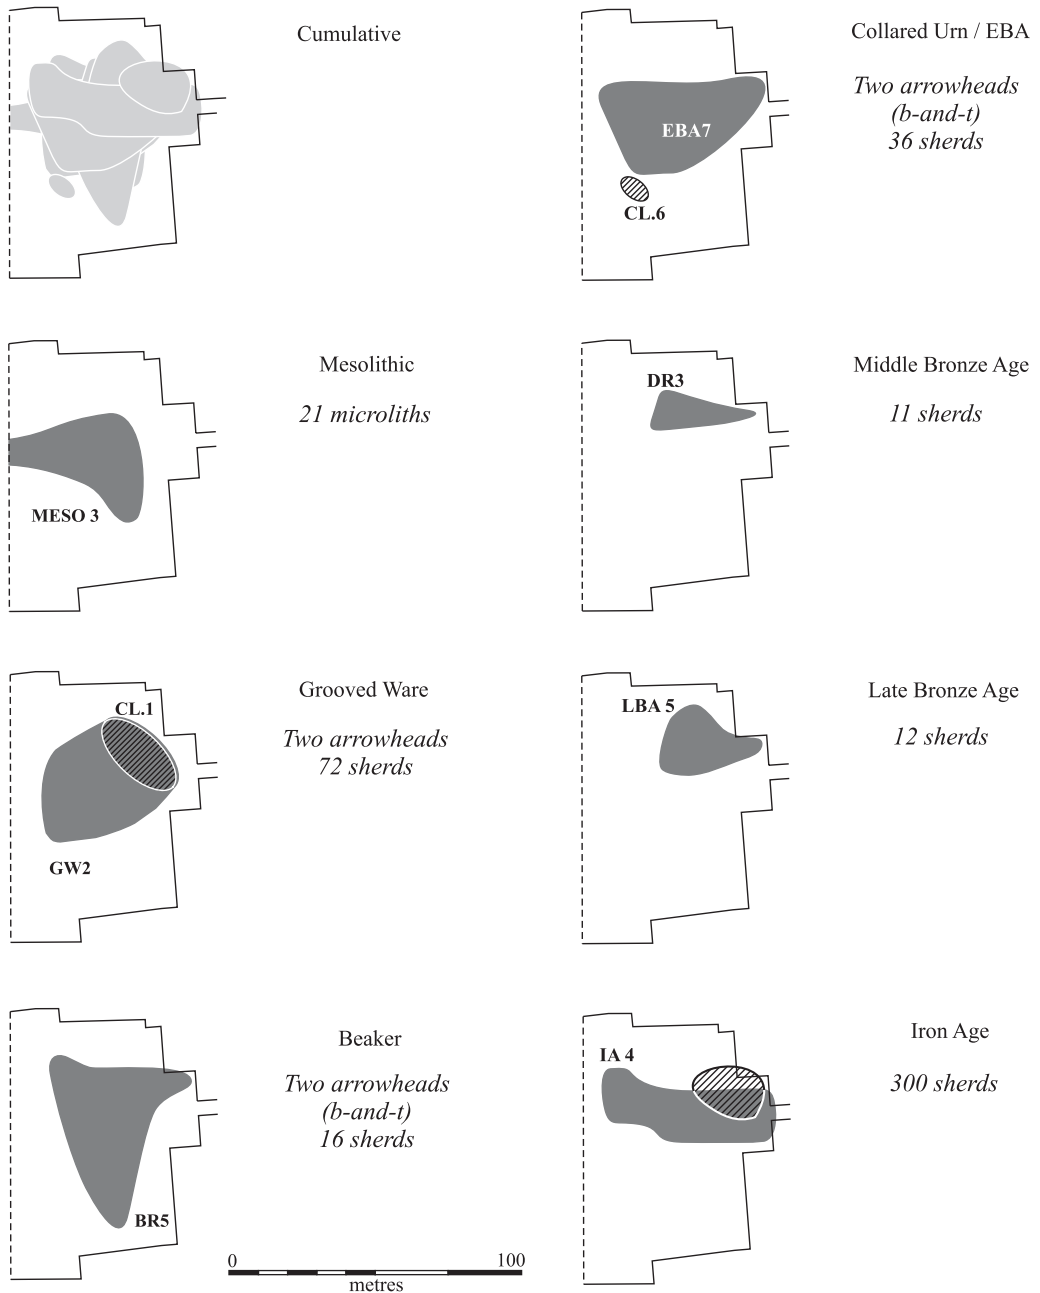 Cumulative
Collared Urn / EBA
Two arrowheads
(b-and-t)
36 sherds
EBA7
CL.6
Mesolithic
21 microliths
MESO 3
Middle Bronze Age
11 sherds
DR3
Grooved Ware
Two arrowheads
72 sherds
CL.1
GW2
Late Bronze Age
12 sherds
LBA 5
Beaker
Two arrowheads
(b-and-t)
16 sherds
BR5
Iron Age
300 sherds
IA 4
0 100
metres